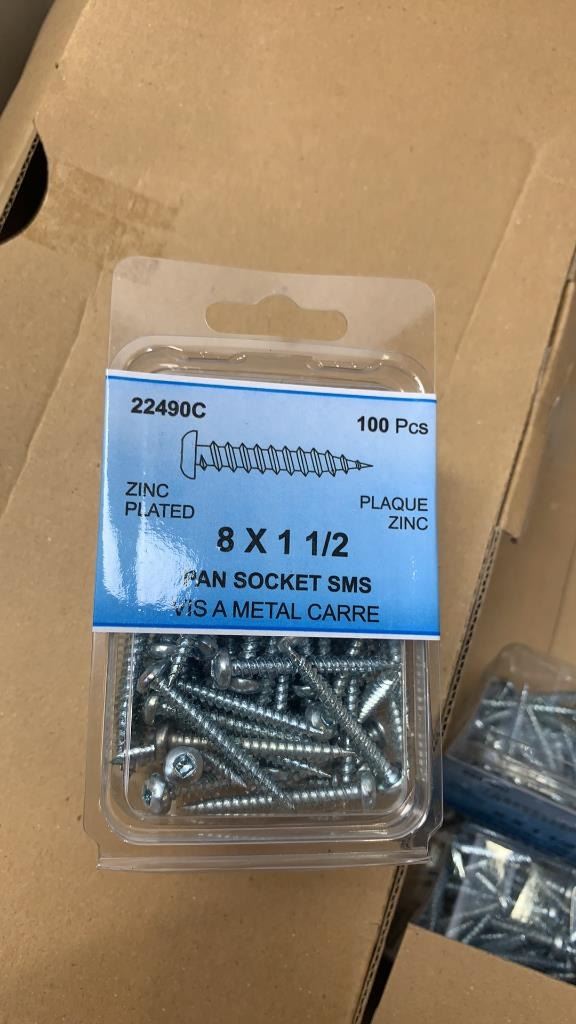 22490C
100 Pcs
ZINC
PLATED
PLAQUE
ZINC
8 X 1 1/2
PAN SOCKET SMS
VIS A METAL CARRE